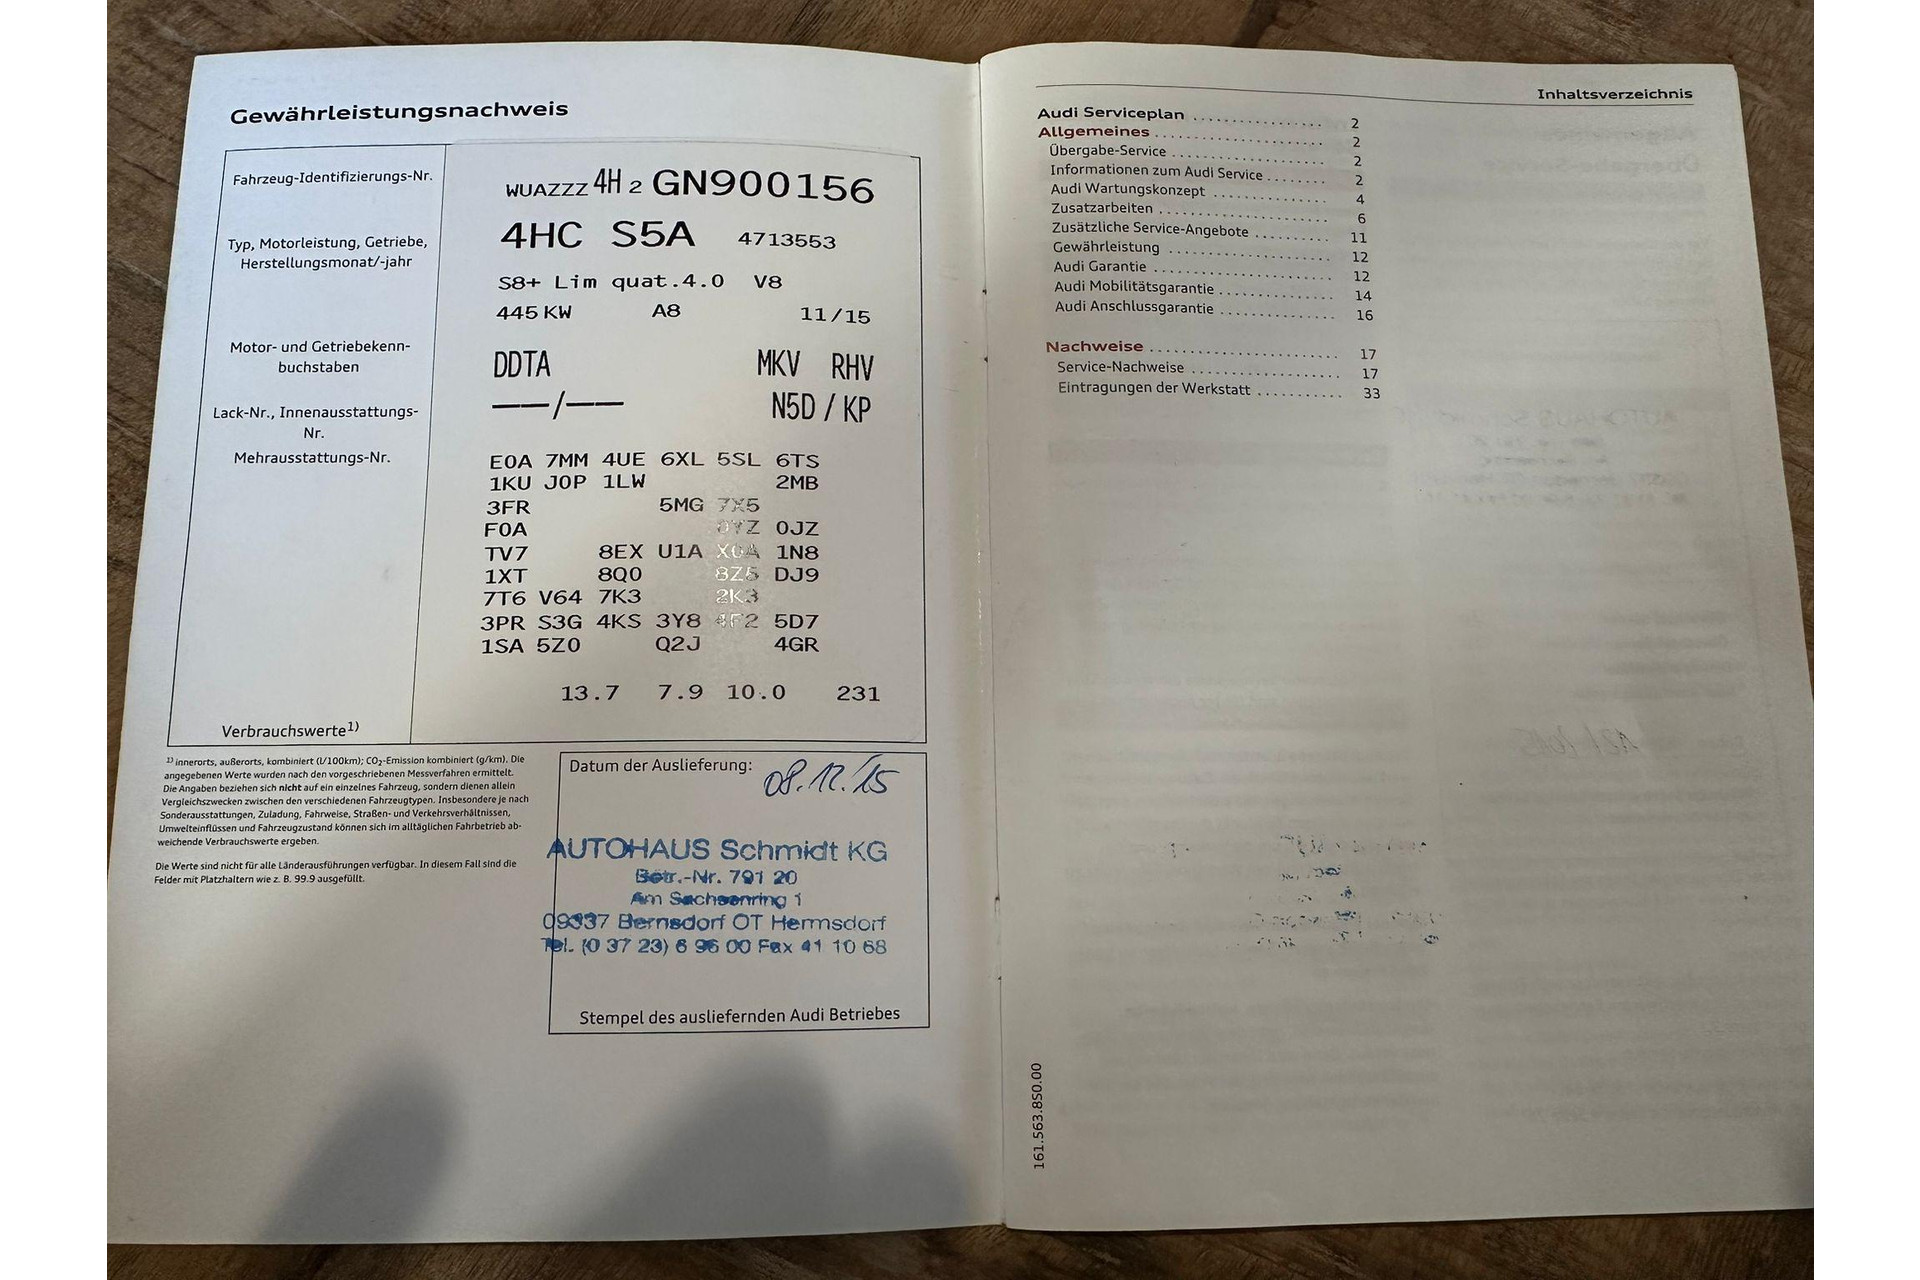 Gewährleistungsnachweis
Fahrzeug-Identifizierungs-Nr.
WUAZZZ 4H 2 GN900156
4HC S5A 4713553
Typ, Motorleistung, Getriebe,
Herstellungsmonat/-jahr
S8+ Lim quat.4.0 V8
445 KW A8 11/15
Motor- und Getriebekenn-
buchstaben
DDTA MKV RHV
Lack-Nr., Innenausstattungs-
Nr.
——/—— N5D / KP
Mehrausstattungs-Nr.
E0A 7MM 4UE 6XL 5SL 6TS
1KU J0P 1LW 2MB
3FR 5MG 7X5
F0A 0JZ
TV7 8EX U1A X0A 1N8
1XT 8Q0 8Z5 DJ9
7T6 V64 7K3 2K3
3PR S3G 4KS 3Y8 4F2 5D7
1SA 5Z0 Q2J 4GR
13.7 7.9 10.0 231
Verbrauchswerte1)
1) innerorts, außerorts, kombiniert (l/100km); CO2-Emission kombiniert (g/km). Die
angegebenen Werte wurden nach den vorgeschriebenen Messverfahren ermittelt.
Die Angaben beziehen sich nicht auf ein einzelnes Fahrzeug, sondern dienen allein
Vergleichszwecken zwischen den verschiedenen Fahrzeugtypen. Insbesondere je nach
Sonderausstattungen, Zuladung, Fahrweise, Straßen- und Verkehrsverhältnissen,
Umwelteinflüssen und Fahrzeugzustand können sich im alltäglichen Fahrbetrieb ab-
weichende Verbrauchswerte ergeben.
Die Werte sind nicht für alle Länderausführungen verfügbar. In diesem Fall sind die
Felder mit Platzhaltern wie z. B. 99.9 ausgefüllt.
Datum der Auslieferung: 08.12.'15
AUTOHAUS Schmidt KG
Betr.-Nr. 791 20
Am Sachsenring 1
09337 Bernsdorf OT Hermsdorf
Tel. (0 37 23) 6 96 00 Fax 41 10 68
Stempel des ausliefernden Audi Betriebes
Inhaltsverzeichnis
Audi Serviceplan .................. 2
Allgemeines .................. 2
Übergabe-Service .................. 2
Informationen zum Audi Service ........ 2
Audi Wartungskonzept .................. 4
Zusatzarbeiten .................. 6
Zusätzliche Service-Angebote .......... 11
Gewährleistung .................. 12
Audi Garantie .................. 12
Audi Mobilitätsgarantie .............. 14
Audi Anschlussgarantie .............. 16
Nachweise .................. 17
Service-Nachweise .................. 17
Eintragungen der Werkstatt ........... 33
161.563.8S0.00